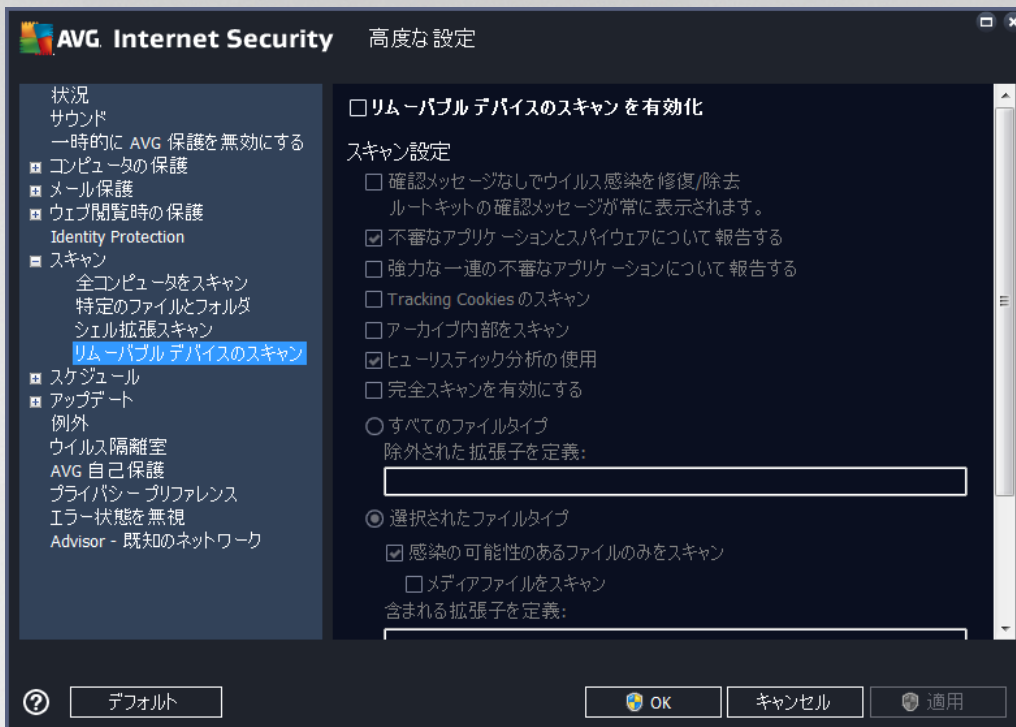 AVG Internet Security 高度な設定
状況
サウンド
一時的に AVG 保護を無効にする
コンピュータの保護
メール保護
ウェブ閲覧時の保護
Identity Protection
スキャン
全コンピュータをスキャン
特定のファイルとフォルダ
シェル拡張スキャン
リムーバブル デバイスのスキャン
スケジュール
アップデート
例外
ウイルス隔離室
AVG 自己保護
プライバシー プリファレンス
エラー状態を無視
Advisor - 既知のネットワーク
リムーバブル デバイスのスキャン を有効化
スキャン設定
確認メッセージなしでウイルス感染を修復/除去
ルートキットの確認メッセージが常に表示されます。
不審なアプリケーションとスパイウェアについて報告する
強力な一連の不審なアプリケーションについて報告する
Tracking Cookies のスキャン
アーカイブ内部をスキャン
ヒューリスティック分析の使用
完全スキャンを有効にする
すべてのファイルタイプ
除外された拡張子を定義:
選択されたファイルタイプ
感染の可能性のあるファイルのみをスキャン
メディアファイルをスキャン
含まれる拡張子を定義:
デフォルト
OK
キャンセル
適用